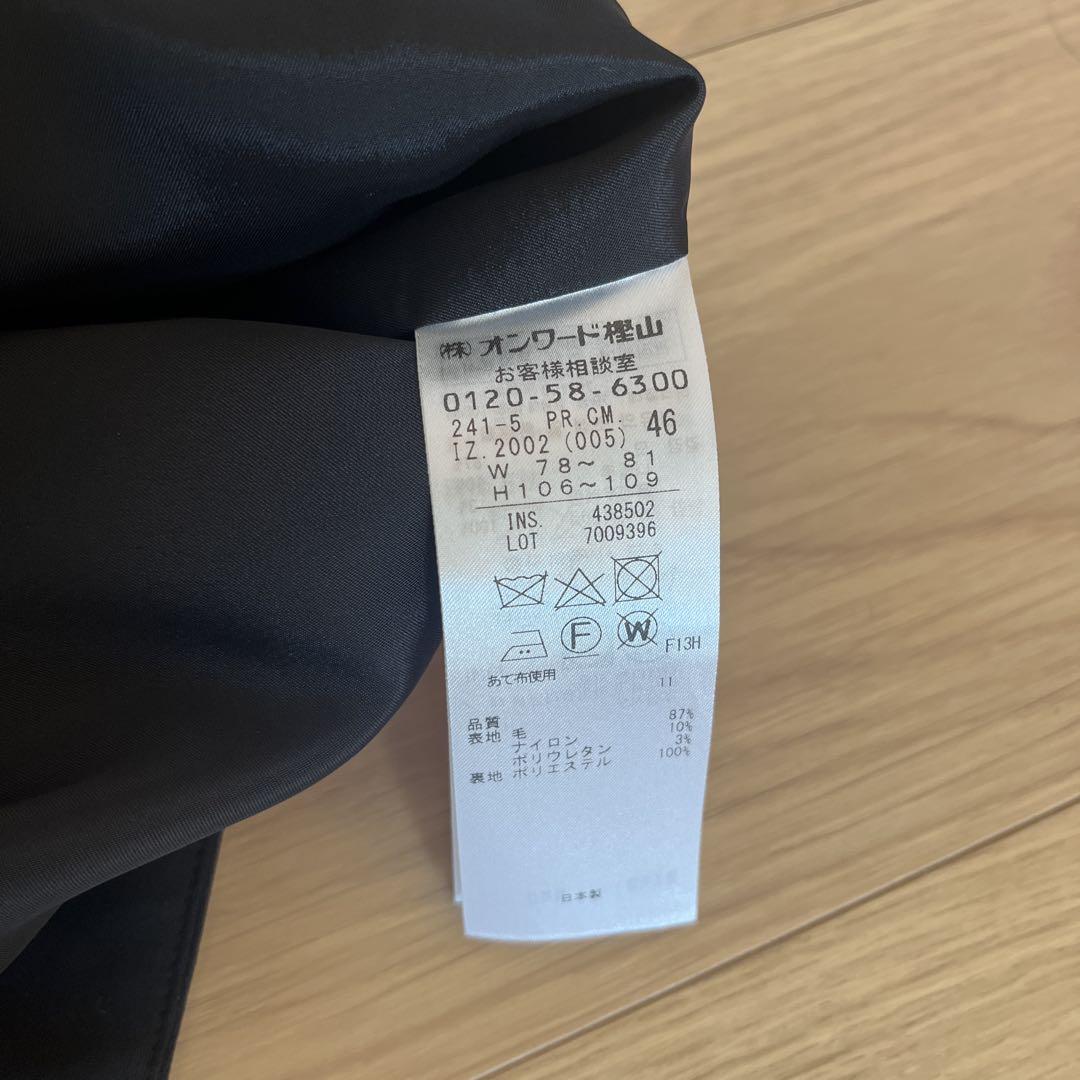 (株)オンワード樫山
お客様相談室
0120-58-6300
241-5 PR.CM.
IZ.2002 (005) 46
W 78〜 81
H106〜109
INS. 438502
LOT 7009396
F
W
F13H
あて布使用
11
品質
表地 毛 87%
ナイロン 10%
ポリウレタン 3%
裏地 ポリエステル 100%
日本製